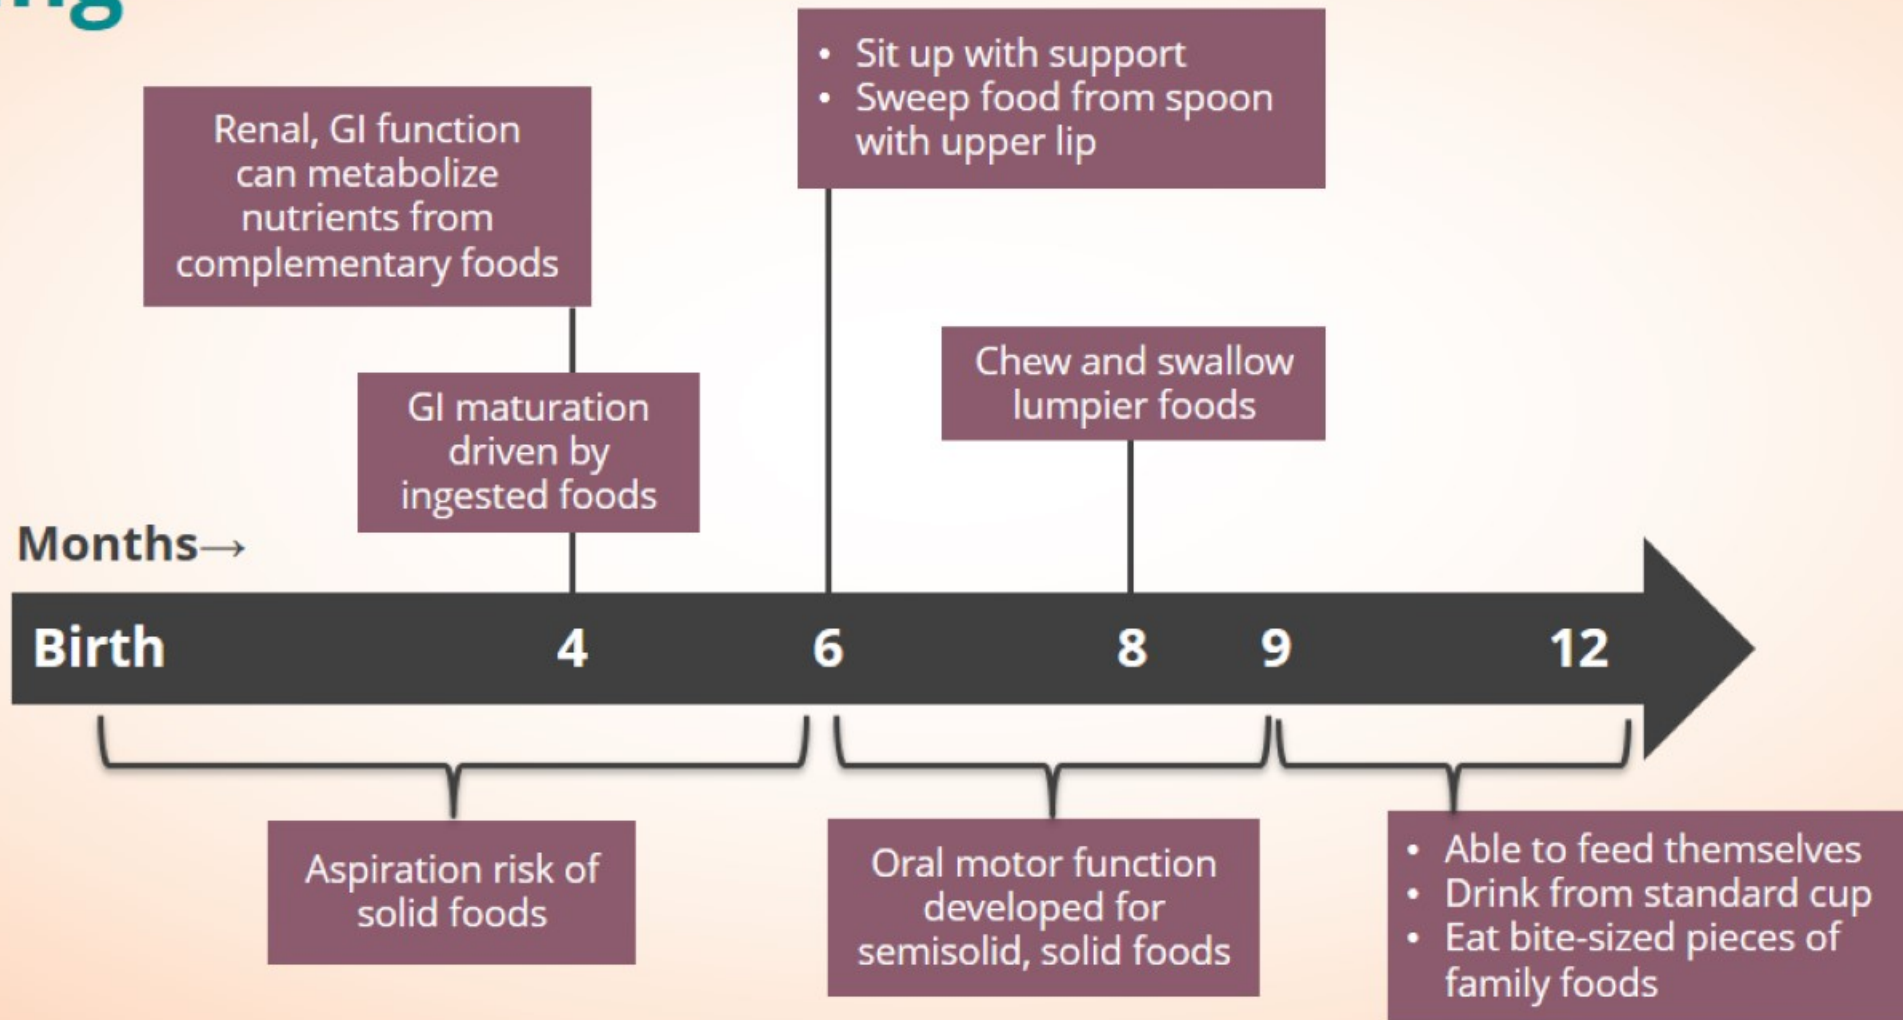 • Sit up with support
• Sweep food from spoon
with upper lip
Renal, GI function
can metabolize
nutrients from
complementary foods
Chew and swallow
lumpier foods
GI maturation
driven by
ingested foods
Months→
Birth 4 6 8 9 12
Aspiration risk of
solid foods
Oral motor function
developed for
semisolid, solid foods
• Able to feed themselves
• Drink from standard cup
• Eat bite-sized pieces of
family foods